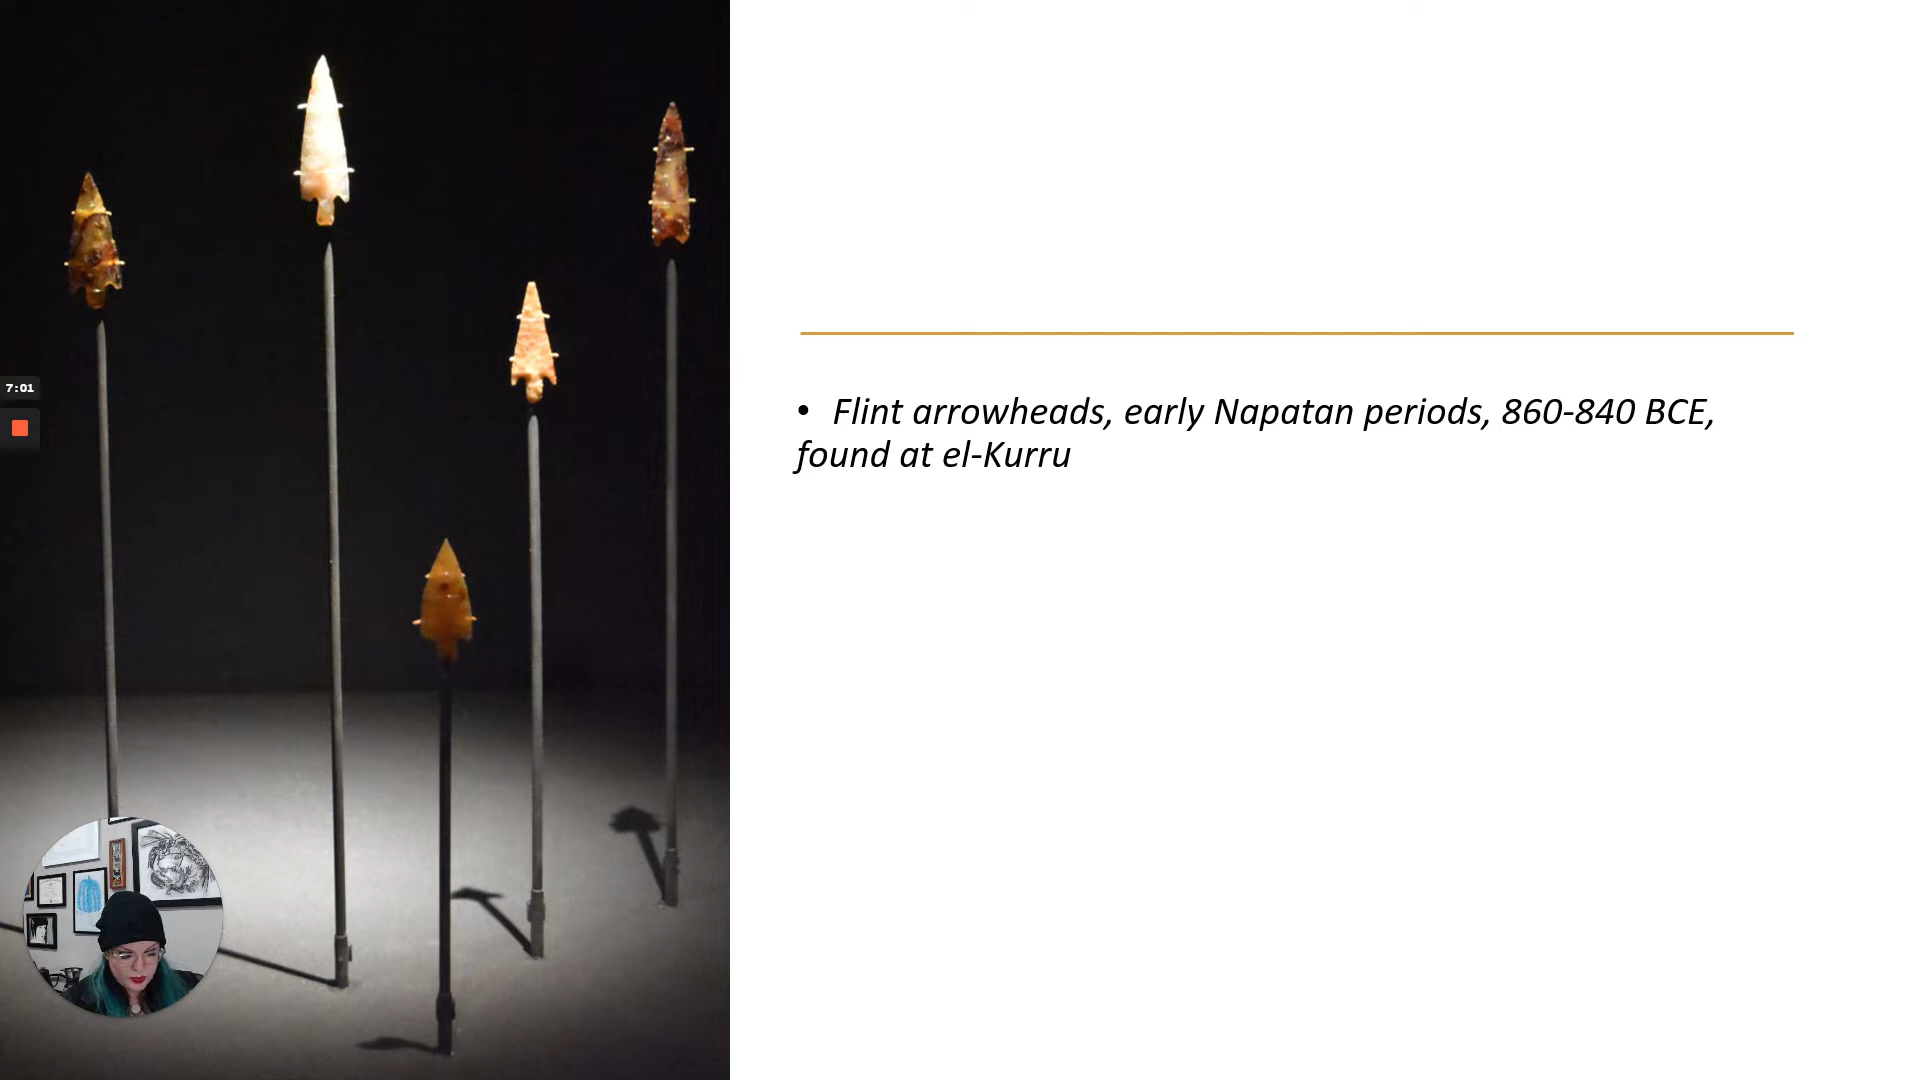 7:01
• Flint arrowheads, early Napatan periods, 860-840 BCE,
found at el-Kurru